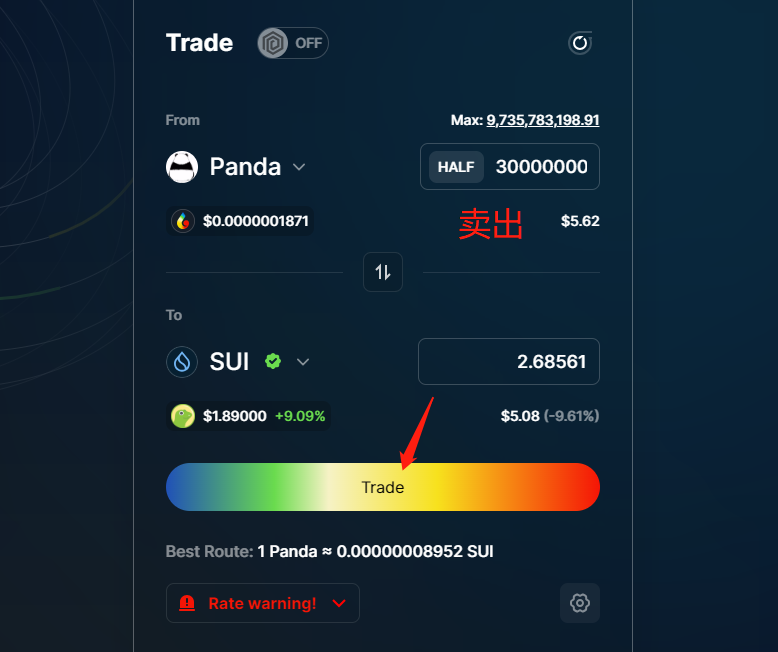 Trade OFF
From Max: 9,735,783,198.91
Panda HALF 30000000
$0.0000001871 卖出 $5.62
To
SUI 2.68561
$1.89000 +9.09% $5.08 (-9.61%)
Trade
Best Route: 1 Panda ≈ 0.00000008952 SUI
Rate warning!